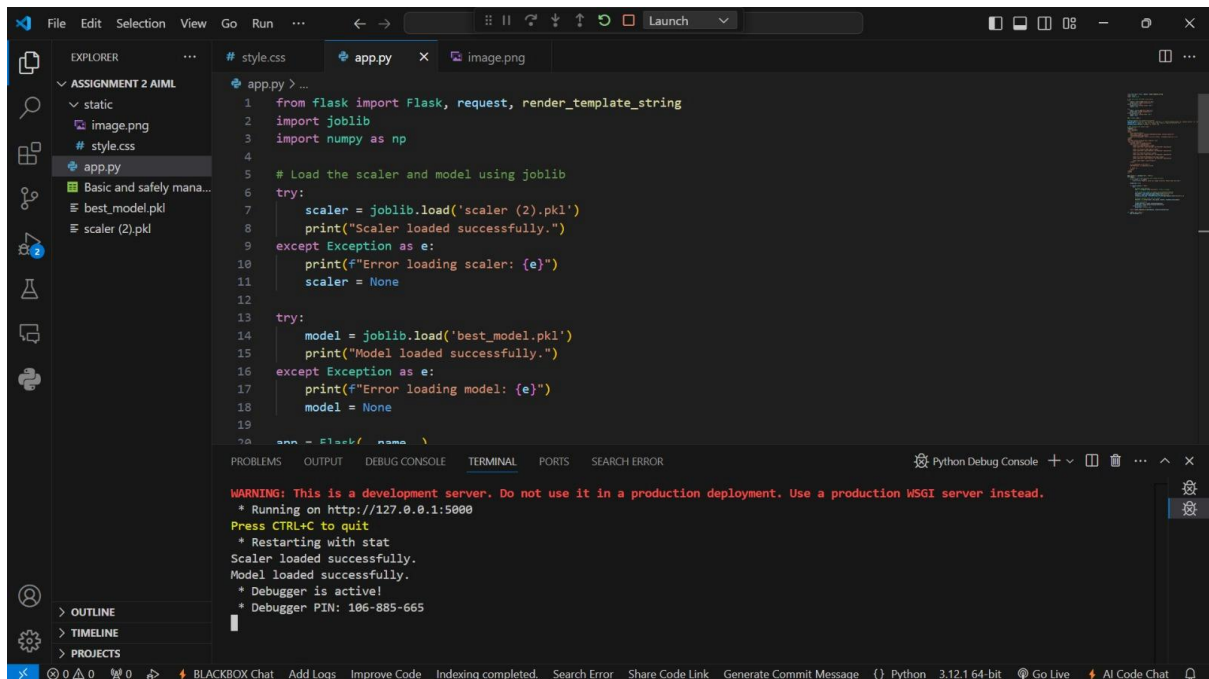 File Edit Selection View Go Run ··· Launch
EXPLORER ···
ASSIGNMENT 2 AIML
static
image.png
# style.css
app.py
Basic and safely mana...
best_model.pkl
scaler (2).pkl
OUTLINE
TIMELINE
PROJECTS
2
# style.css app.py image.png
app.py > ...
1 from flask import Flask, request, render_template_string
2 import joblib
3 import numpy as np
4
5 # Load the scaler and model using joblib
6 try:
7 scaler = joblib.load('scaler (2).pkl')
8 print("Scaler loaded successfully.")
9 except Exception as e:
10 print(f"Error loading scaler: {e}")
11 scaler = None
12
13 try:
14 model = joblib.load('best_model.pkl')
15 print("Model loaded successfully.")
16 except Exception as e:
17 print(f"Error loading model: {e}")
18 model = None
19
20 app = Flask(__name__)
PROBLEMS OUTPUT DEBUG CONSOLE TERMINAL PORTS SEARCH ERROR Python Debug Console
WARNING: This is a development server. Do not use it in a production deployment. Use a production WSGI server instead.
* Running on http://127.0.0.1:5000
Press CTRL+C to quit
* Restarting with stat
Scaler loaded successfully.
Model loaded successfully.
* Debugger is active!
* Debugger PIN: 106-885-665
0 0 0 BLACKBOX Chat Add Logs Improve Code Indexing completed. Search Error Share Code Link Generate Commit Message {} Python 3.12.1 64-bit Go Live AI Code Chat